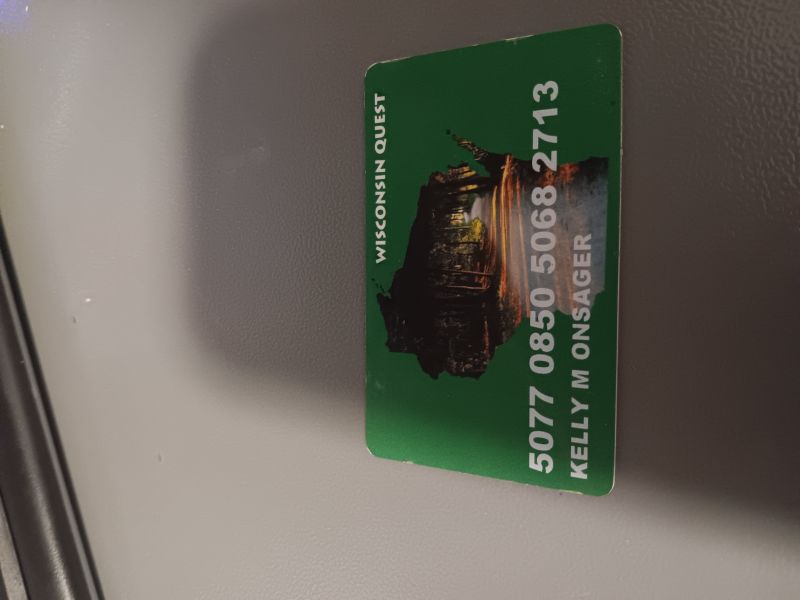 WISCONSIN QUEST
5077 0850 5068 2713
KELLY M ONSAGER